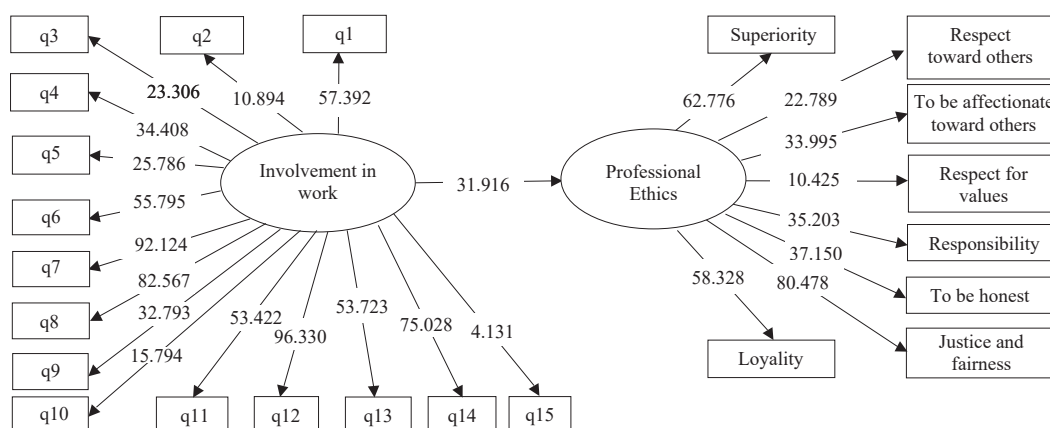 q3
q2
q1
Superiority
Respect
toward others
q4
23.306
10.894
57.392
62.776
22.789
To be affectionate
toward others
34.408
33.995
q5
25.786
Involvement in
work
31.916
Professional
Ethics
10.425
Respect for
values
q6
55.795
35.203
Responsibility
q7
92.124
37.150
58.328
80.478
82.567
To be honest
q8
32.793
53.422
53.723
75.028
4.131
96.330
15.794
Loyality
Justice and
fairness
q9
q10
q11
q12
q13
q14
q15